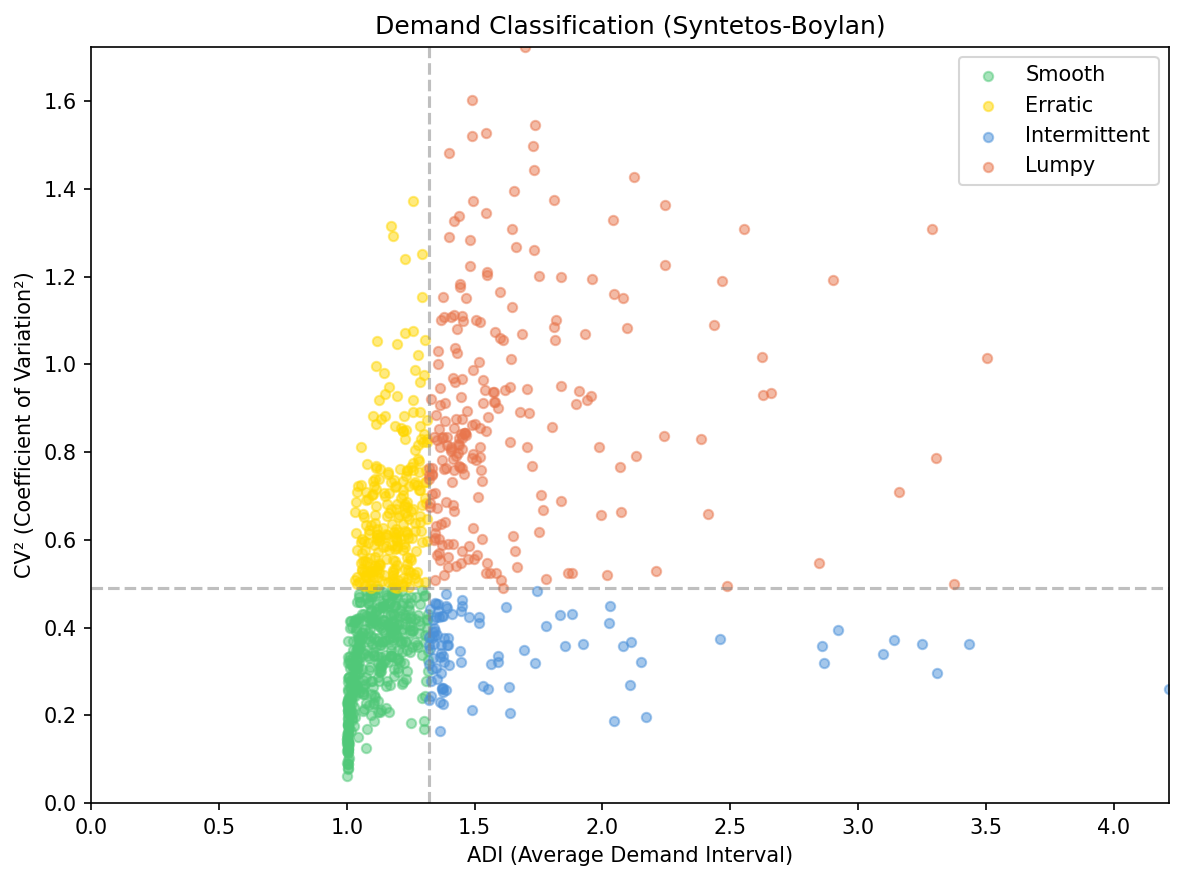 Demand Classification (Syntetos-Boylan)
Smooth
Erratic
Intermittent
Lumpy
CV² (Coefficient of Variation²)
1.6
1.4
1.2
1.0
0.8
0.6
0.4
0.2
0.0
0.0 0.5 1.0 1.5 2.0 2.5 3.0 3.5 4.0
ADI (Average Demand Interval)